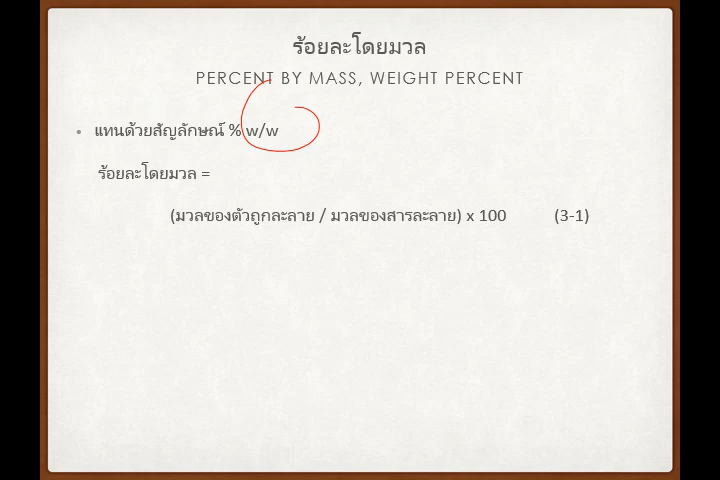 ร้อยละโดยมวล
PERCENT BY MASS, WEIGHT PERCENT
• แทนด้วยสัญลักษณ์ % w/w
ร้อยละโดยมวล =
(มวลของตัวถูกละลาย / มวลของสารละลาย) x 100 (3-1)